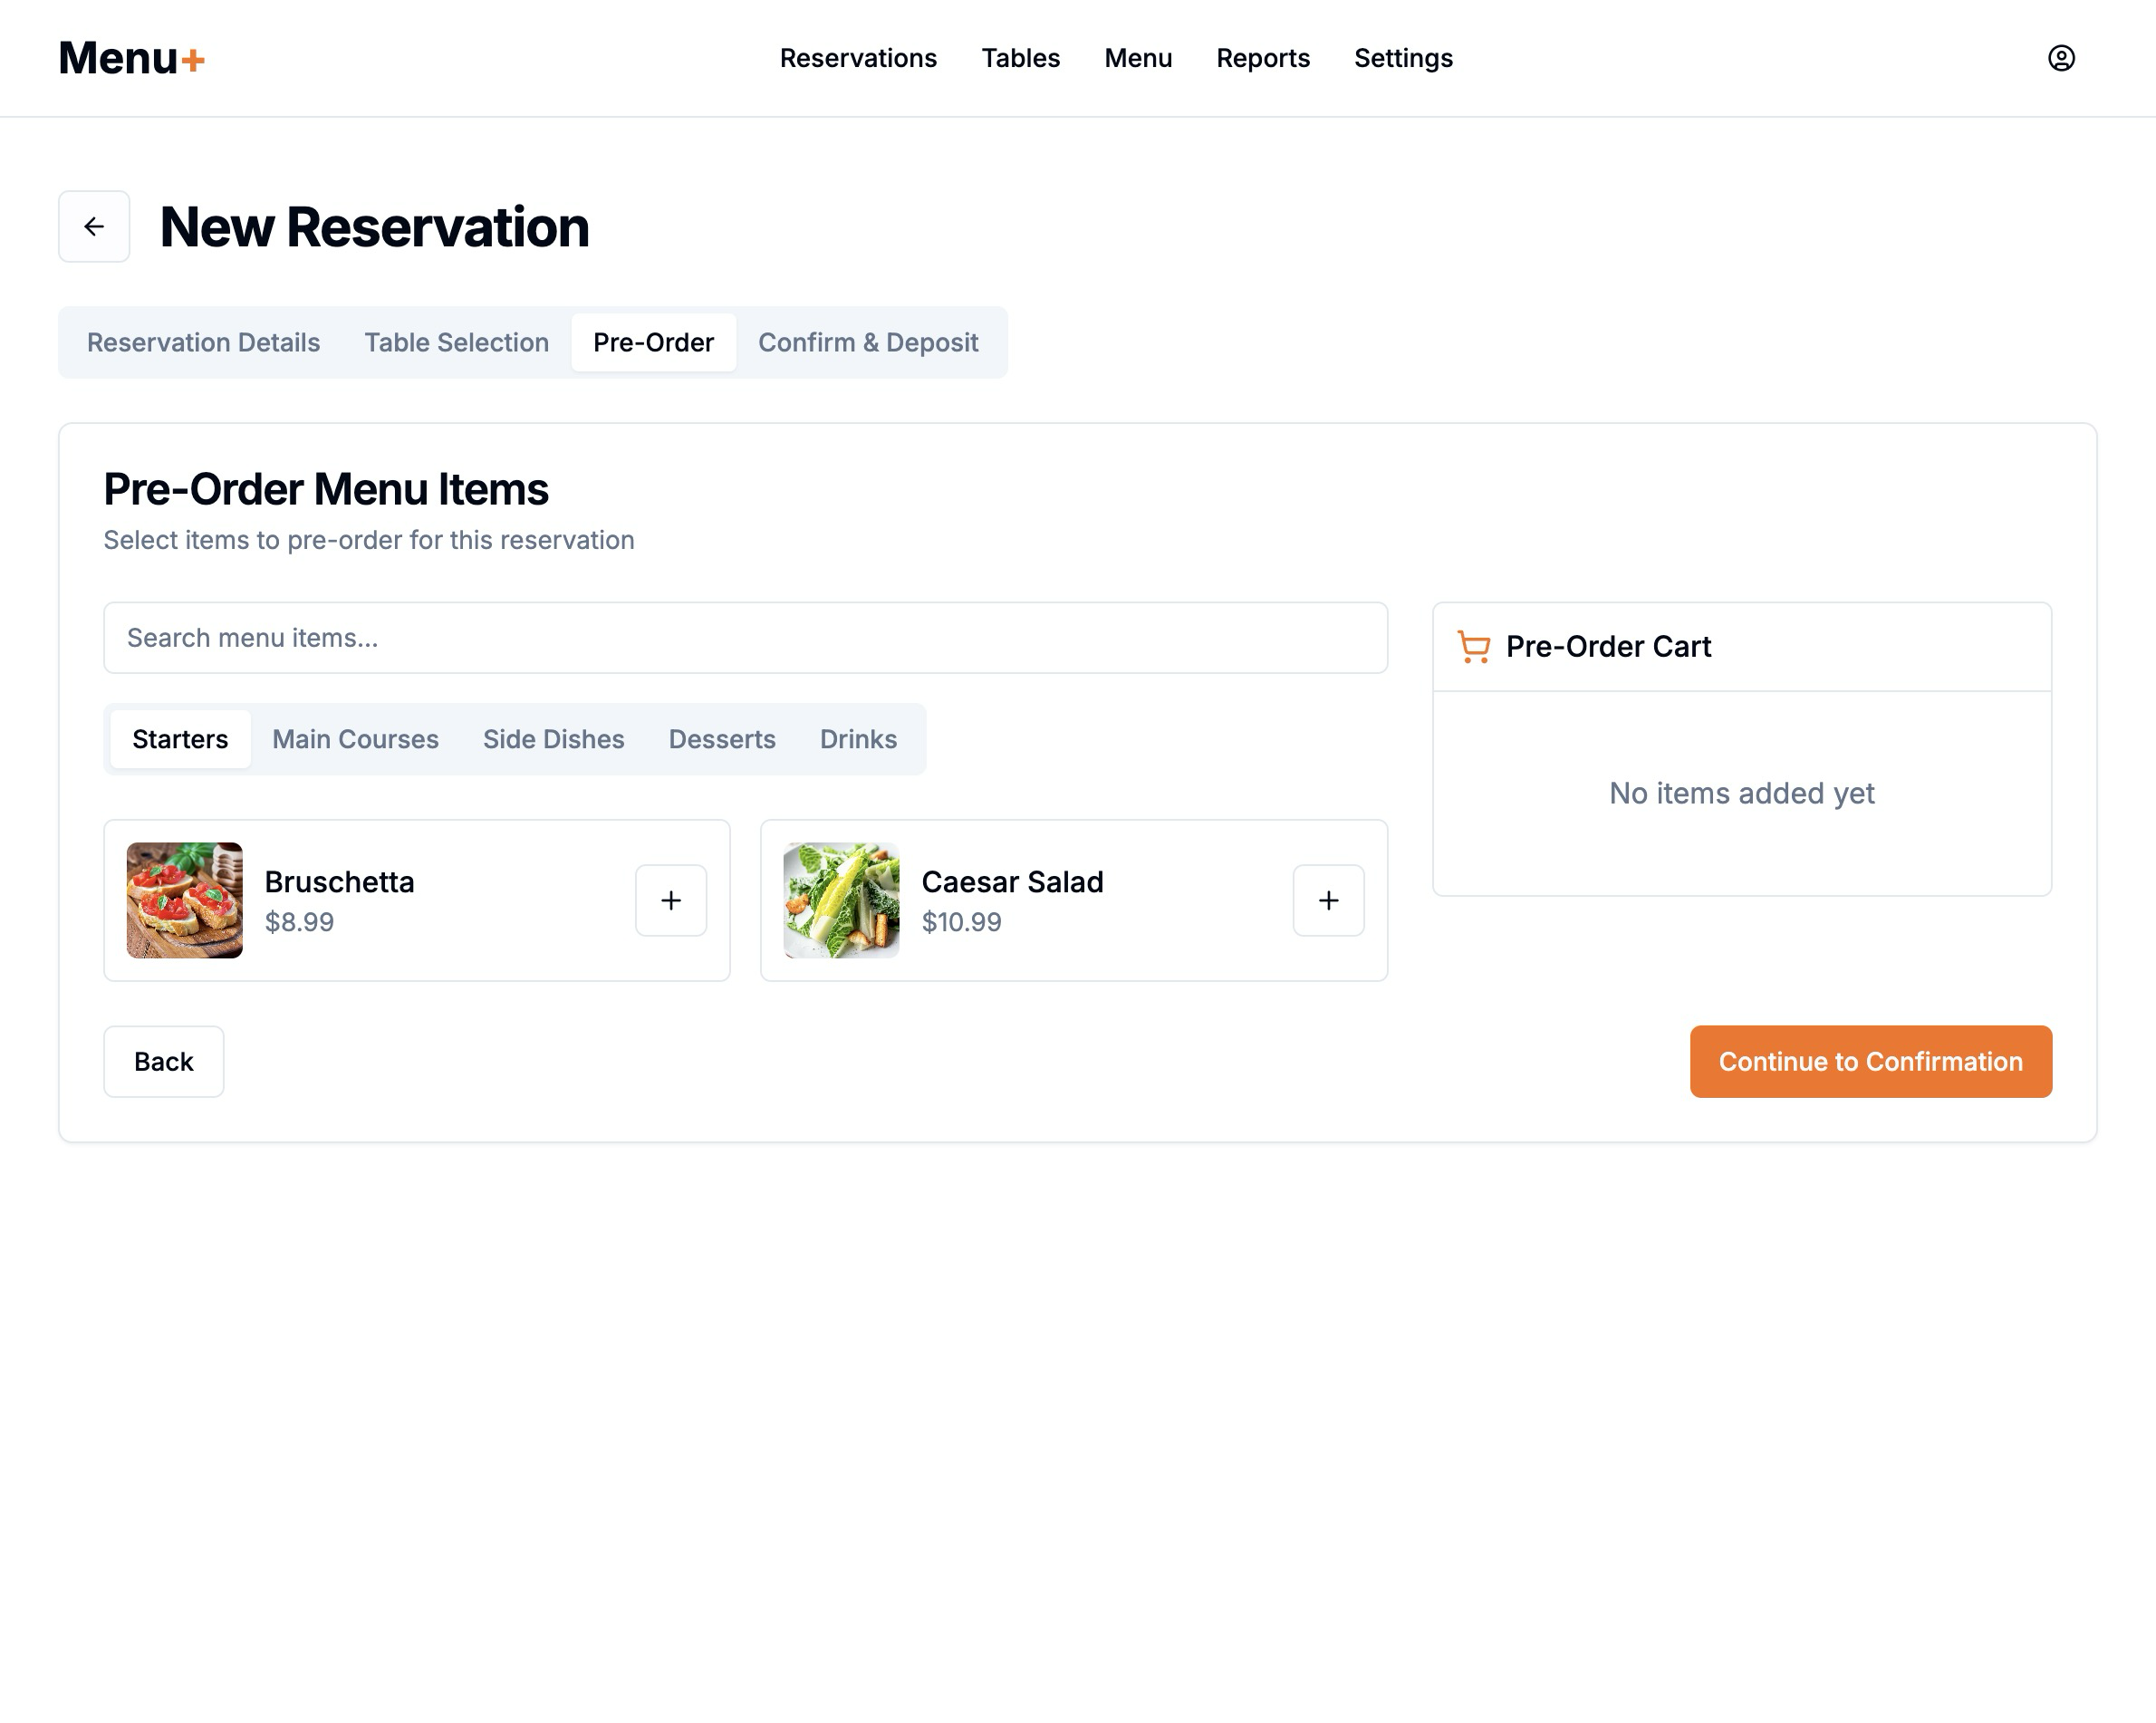 Menu+
Reservations Tables Menu Reports Settings
New Reservation
Reservation Details Table Selection Pre-Order Confirm & Deposit
Pre-Order Menu Items
Select items to pre-order for this reservation
Search menu items...
Pre-Order Cart
Starters Main Courses Side Dishes Desserts Drinks
No items added yet
Bruschetta
$8.99
Caesar Salad
$10.99
Back
Continue to Confirmation